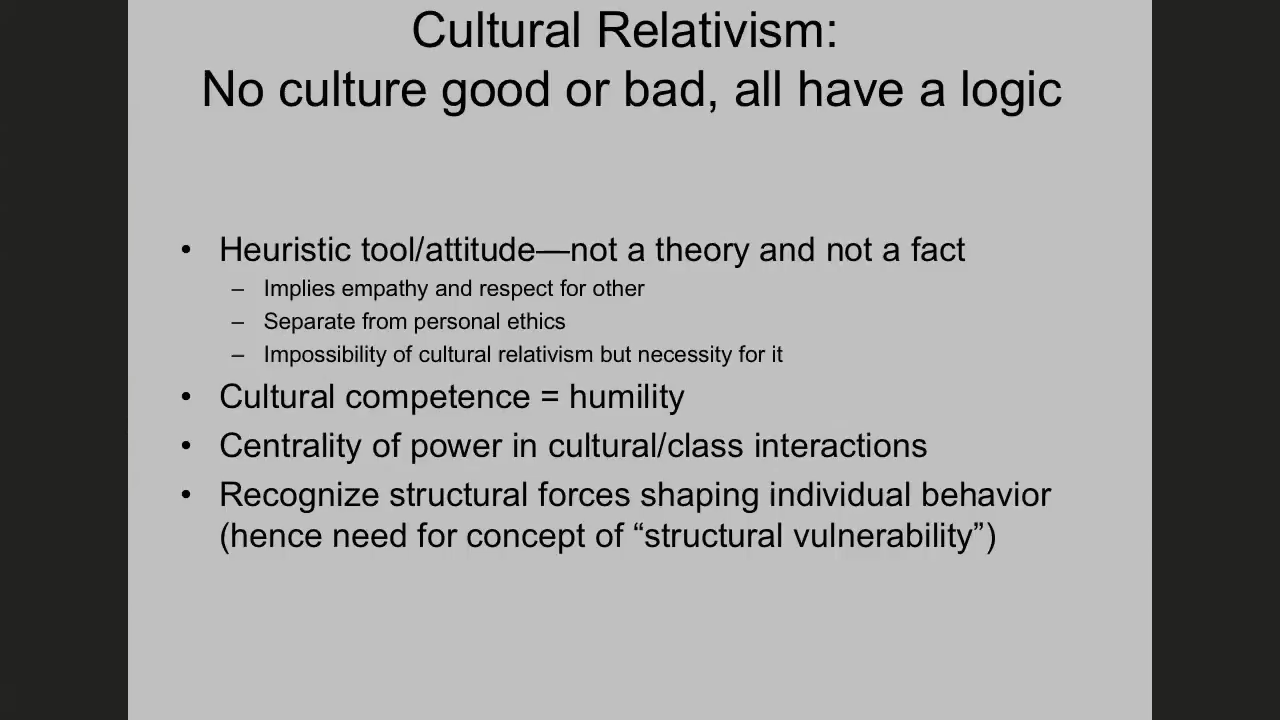 Cultural Relativism:
No culture good or bad, all have a logic
• Heuristic tool/attitude—not a theory and not a fact
– Implies empathy and respect for other
– Separate from personal ethics
– Impossibility of cultural relativism but necessity for it
• Cultural competence = humility
• Centrality of power in cultural/class interactions
• Recognize structural forces shaping individual behavior
(hence need for concept of “structural vulnerability”)